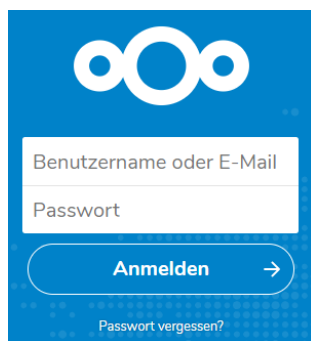 Benutzername oder E-Mail
Passwort
Anmelden
Passwort vergessen?